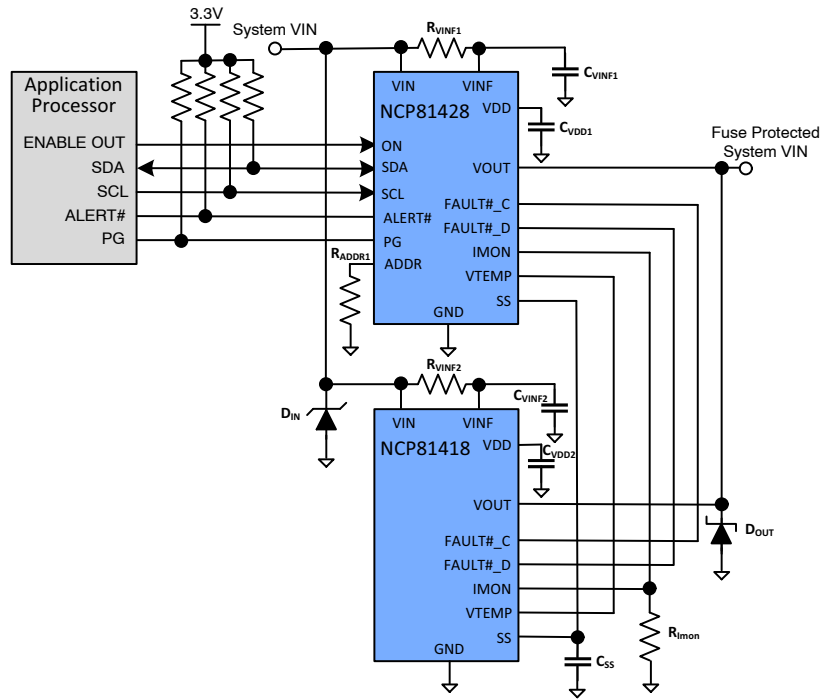 3.3V
System VIN
RVINF1
CVINF1
Application
Processor
VIN
VINF
NCP81428
VDD
CVDD1
Fuse Protected
System VIN
ENABLE OUT
ON
SDA
SDA
VOUT
SCL
SCL
FAULT#_C
ALERT#
ALERT#
FAULT#_D
PG
PG
IMON
RADDR1
ADDR
VTEMP
SS
GND
RVINF2
CVINF2
DIN
VIN
VINF
NCP81418
VDD
CVDD2
VOUT
DOUT
FAULT#_C
FAULT#_D
IMON
VTEMP
SS
RImon
GND
CSS